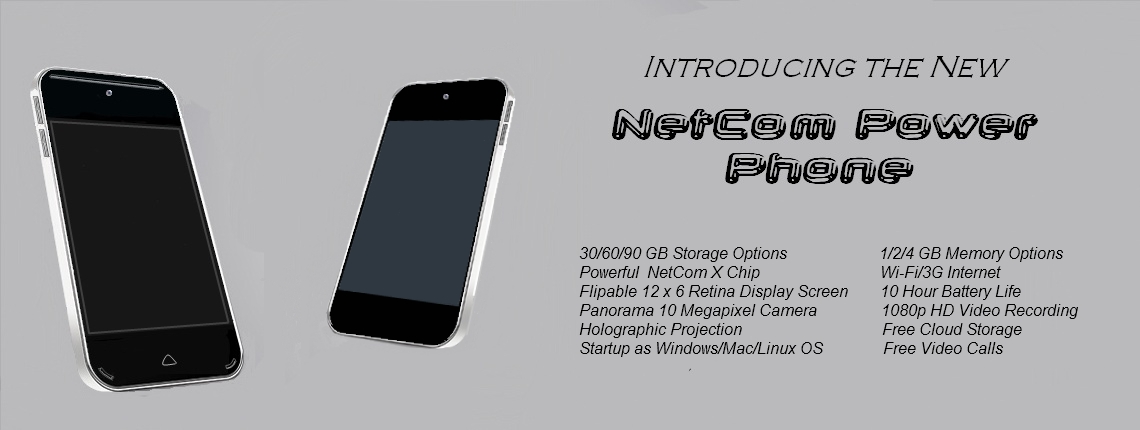 Introducing the New
NetCom Power
Phone
30/60/90 GB Storage Options
Powerful NetCom X Chip
Flipable 12 x 6 Retina Display Screen
Panorama 10 Megapixel Camera
Holographic Projection
Startup as Windows/Mac/Linux OS
1/2/4 GB Memory Options
Wi-Fi/3G Internet
10 Hour Battery Life
1080p HD Video Recording
Free Cloud Storage
Free Video Calls